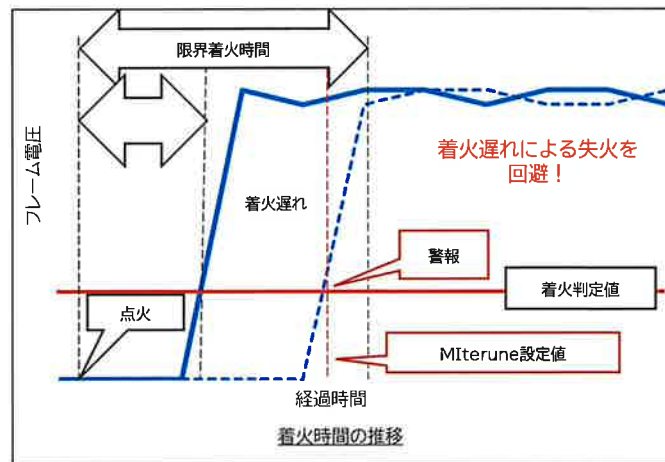 限界着火時間
フレーム電圧
着火遅れによる失火を
回避！
着火遅れ
警報
着火判定値
点火
MIterune設定値
経過時間
着火時間の推移